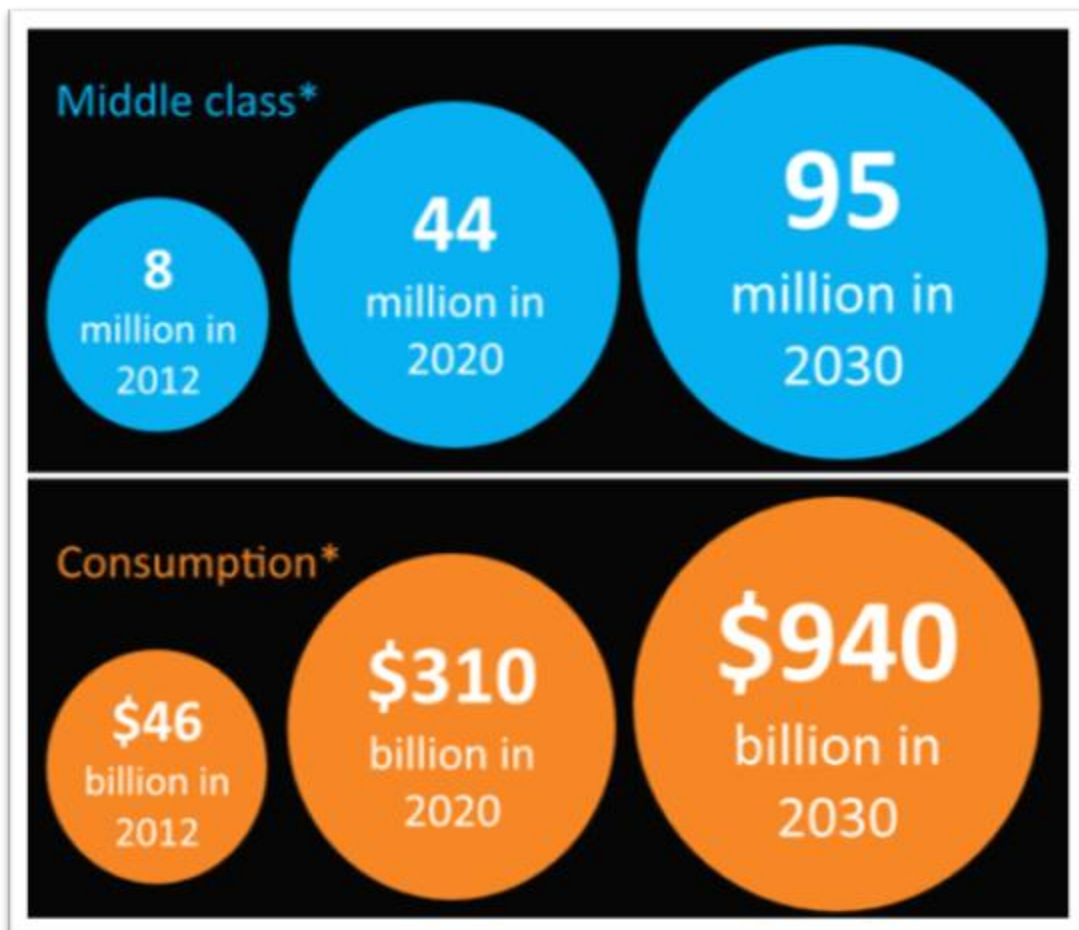 Middle class*
8
million in
2012
44
million in
2020
95
million in
2030
Consumption*
$46
billion in
2012
$310
billion in
2020
$940
billion in
2030